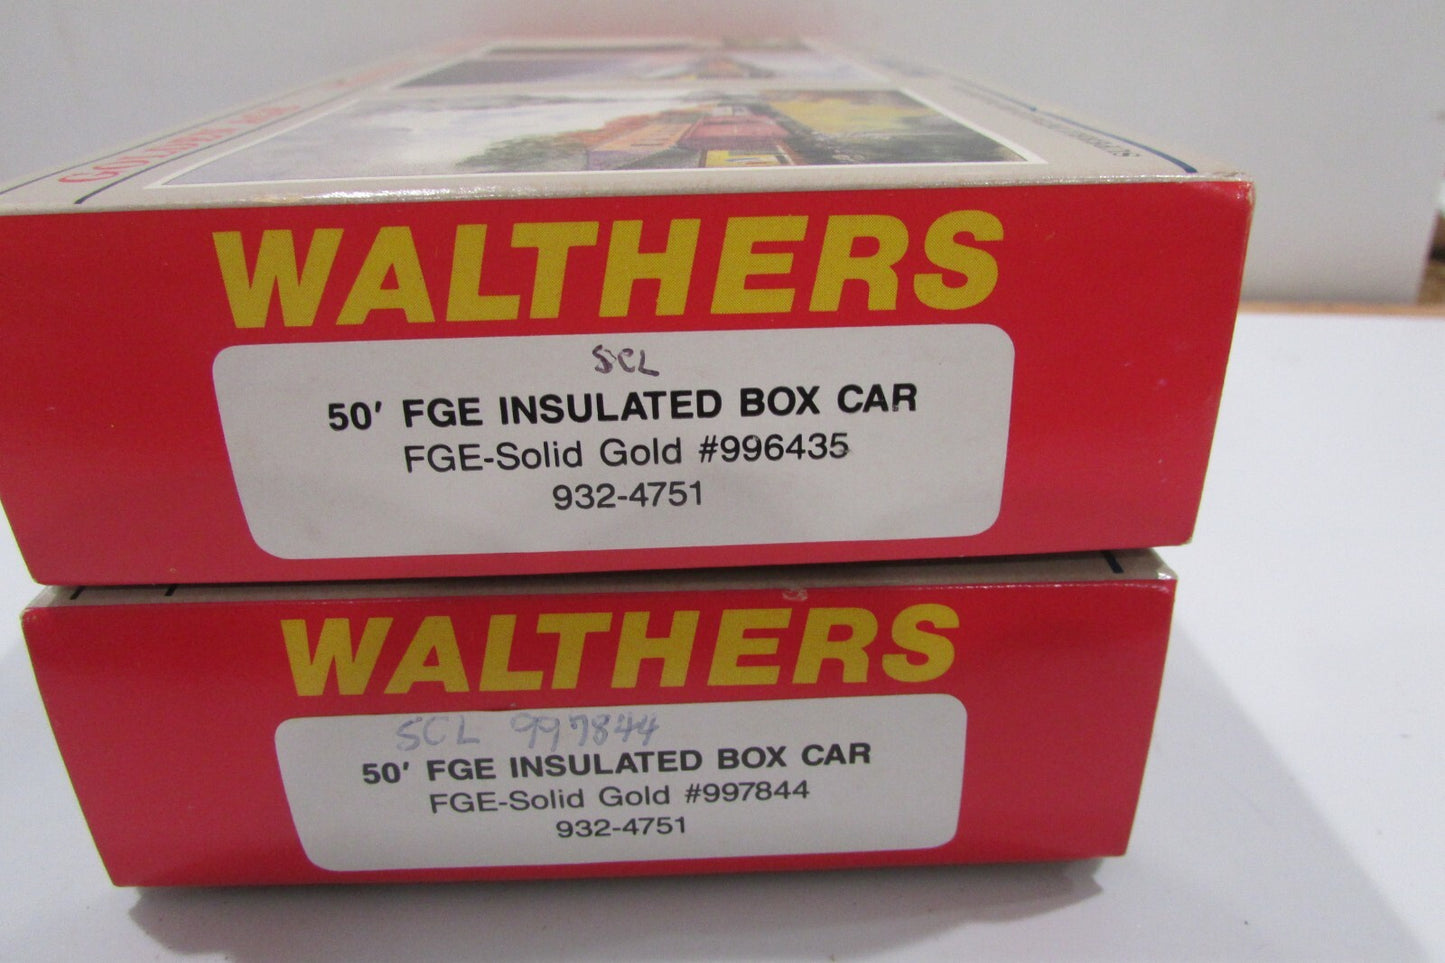 WALTHERS
SCL
50' FGE INSULATED BOX CAR
FGE-Solid Gold #996435
932-4751
WALTHERS
SCL 997844
50' FGE INSULATED BOX CAR
FGE-Solid Gold #997844
932-4751